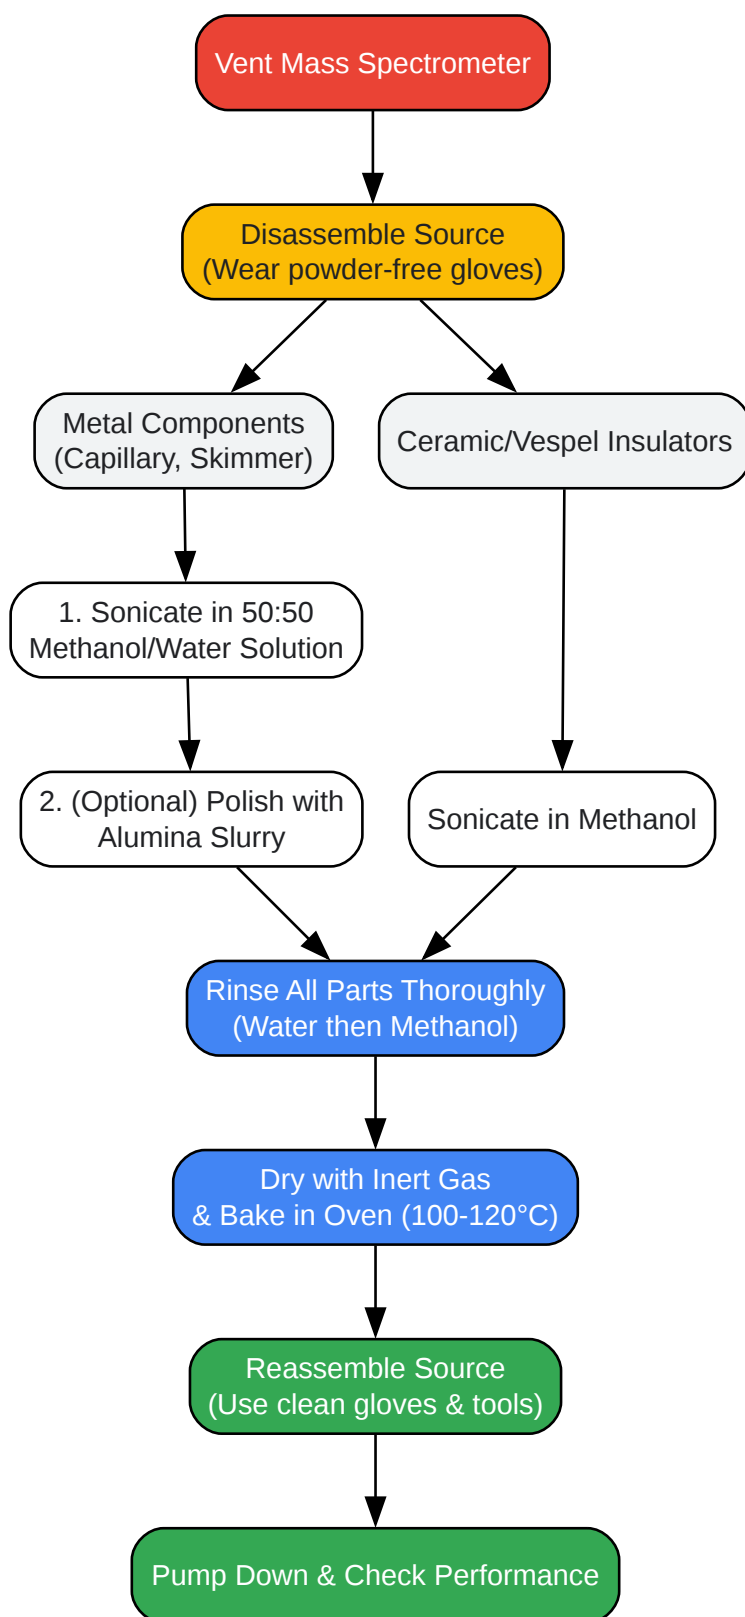 Vent Mass Spectrometer
Disassemble Source
(Wear powder-free gloves)
Metal Components
(Capillary, Skimmer)
Ceramic/Vespel Insulators
1. Sonicate in 50:50
Methanol/Water Solution
2. (Optional) Polish with
Alumina Slurry
Sonicate in Methanol
Rinse All Parts Thoroughly
(Water then Methanol)
Dry with Inert Gas
& Bake in Oven (100-120°C)
Reassemble Source
(Use clean gloves & tools)
Pump Down & Check Performance